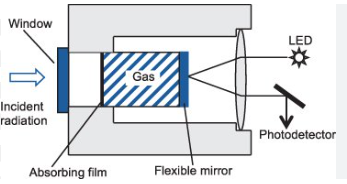 Window
LED
Gas
Incident
radiation
Photodetector
Absorbing film
Flexible mirror